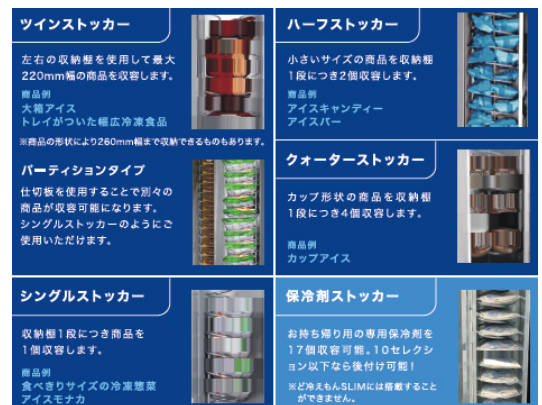 ツインストッカー
左右の収納棚を使用して最大
220mm幅の商品を収容します。
商品例
大箱アイス
トレイがついた幅広冷凍食品
※商品の形状により260mm幅まで収納できるものもあります。
パーティションタイプ
仕切板を使用することで別々の
商品が収容可能になります。
シングルストッカーのようにご
使用いただけます。
シングルストッカー
収納棚1段につき商品を
1個収容します。
商品例
食べきりサイズの冷凍惣菜
アイスモナカ
ハーフストッカー
小さいサイズの商品を収納棚
1段につき2個収容します。
商品例
アイスキャンディー
アイスバー
クォーターストッカー
カップ形状の商品を収納棚
1段につき4個収容します。
商品例
カップアイス
保冷剤ストッカー
お持ち帰り用の専用保冷剤を
17個収容可能。10セレクシ
ョン以下なら後付け可能!
※ど冷えもんSLIMには搭載すること
ができません。